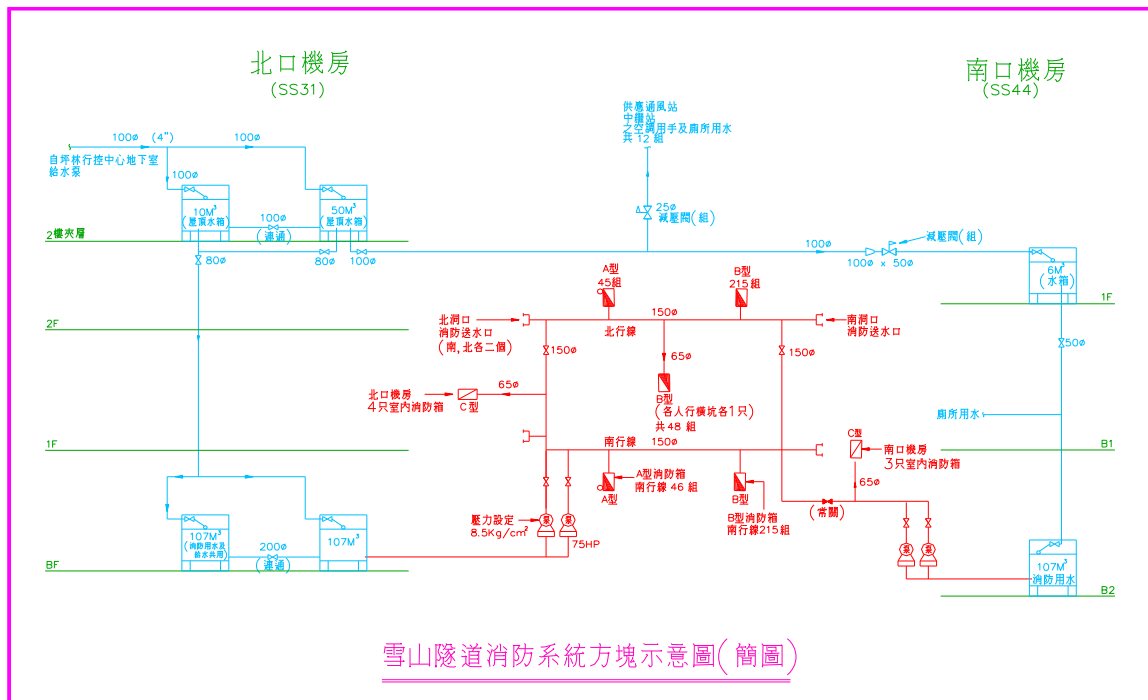 北口機房
(SS31)
南口機房
(SS44)
供應通風站
中繼站
之空調用手及廁所用水
共 12 組
100ø (4")
100ø
自坪林行控中心地下室
給水泵
100ø
10M³
(屋頂水箱)
100ø
(連通)
50M³
(屋頂水箱)
25ø
減壓閥(組)
2樓夾層
80ø
80ø
100ø
100ø
減壓閥(組)
100ø x 50ø
6M³
(水箱)
1F
A型
45組
B型
215組
2F
北洞口
消防送水口
(南,北各二個)
150ø
北行線
南洞口
消防送水口
150ø
65ø
150ø
50ø
北口機房
4只室內消防箱
C型
65ø
B型
(各人行橫坑各1只)
共48 組
廁所用水
1F
南行線
150ø
C型
南口機房
3只室內消防箱
B1
A型消防箱
南行線 46 組
A型
B型
65ø
B型消防箱
南行線215組
(常關)
壓力設定
8.5Kg/cm²
泵
泵
75HP
107M³
(消防用水及
給水共用)
200ø
(連通)
107M³
泵
泵
107M³
消防用水
BF
B2
雪山隧道消防系統方塊示意圖(簡圖)